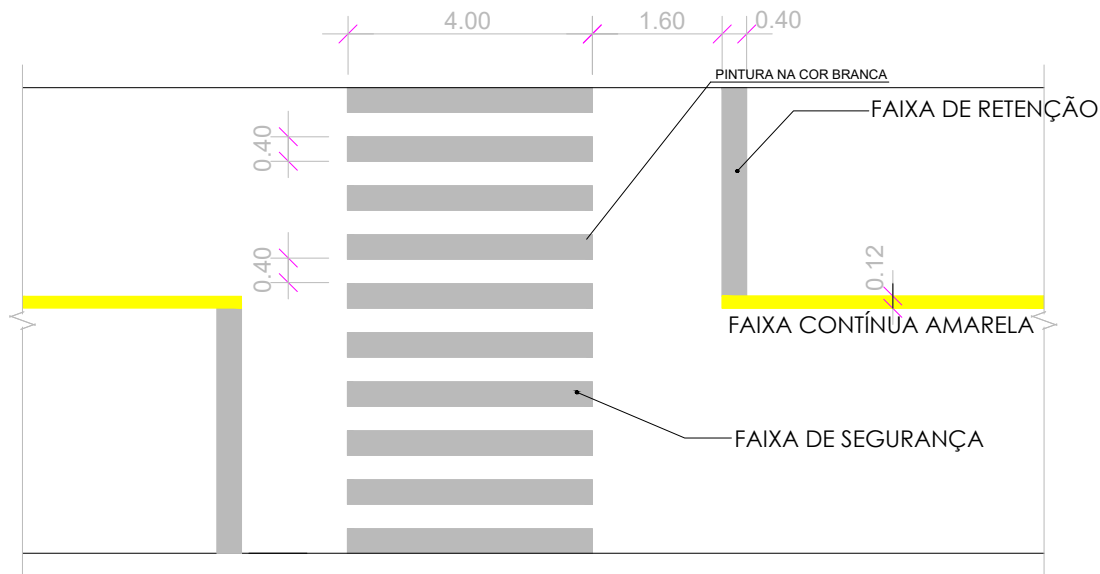 4.00
1.60
0.40
PINTURA NA COR BRANCA
FAIXA DE RETENÇÃO
0.40
0.40
0.12
FAIXA CONTÍNUA AMARELA
FAIXA DE SEGURANÇA